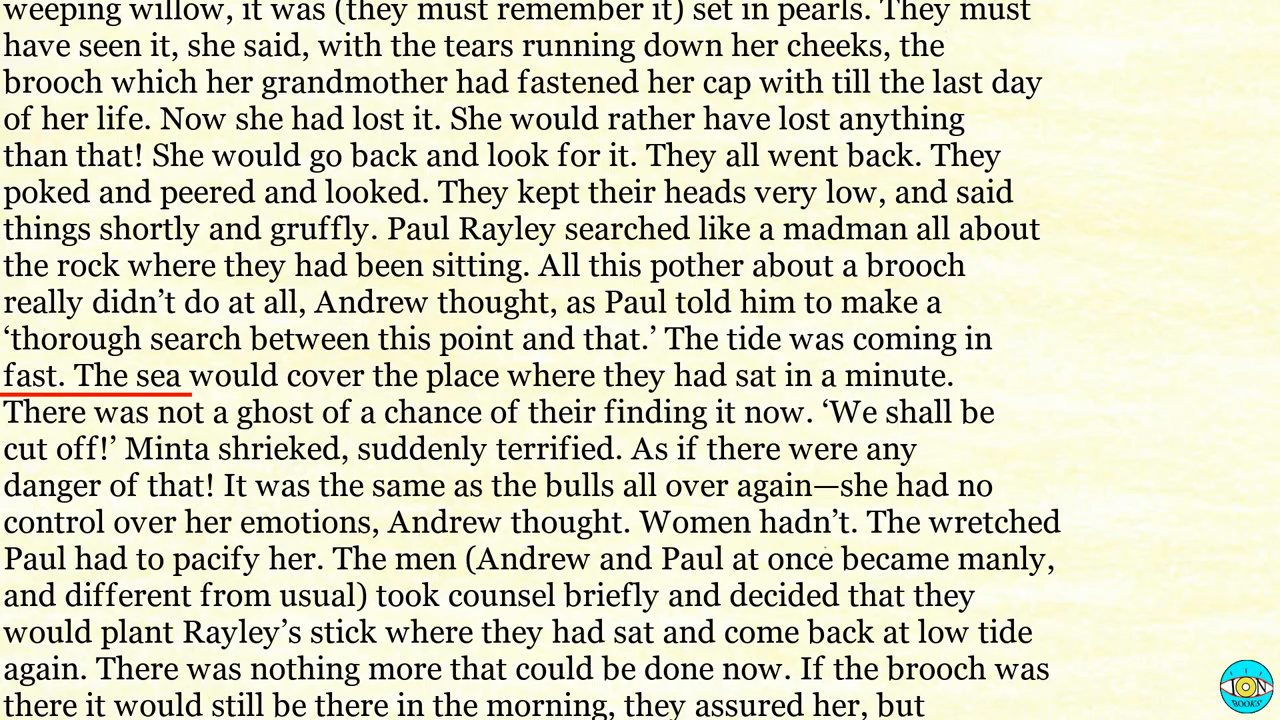 weeping willow, it was (they must remember it) set in pearls. They must
have seen it, she said, with the tears running down her cheeks, the
brooch which her grandmother had fastened her cap with till the last day
of her life. Now she had lost it. She would rather have lost anything
than that! She would go back and look for it. They all went back. They
poked and peered and looked. They kept their heads very low, and said
things shortly and gruffly. Paul Rayley searched like a madman all about
the rock where they had been sitting. All this pother about a brooch
really didn’t do at all, Andrew thought, as Paul told him to make a
‘thorough search between this point and that.’ The tide was coming in
fast. The sea would cover the place where they had sat in a minute.
There was not a ghost of a chance of their finding it now. ‘We shall be
cut off!’ Minta shrieked, suddenly terrified. As if there were any
danger of that! It was the same as the bulls all over again—she had no
control over her emotions, Andrew thought. Women hadn’t. The wretched
Paul had to pacify her. The men (Andrew and Paul at once became manly,
and different from usual) took counsel briefly and decided that they
would plant Rayley’s stick where they had sat and come back at low tide
again. There was nothing more that could be done now. If the brooch was
there it would still be there in the morning, they assured her, but
ION
BOOKS